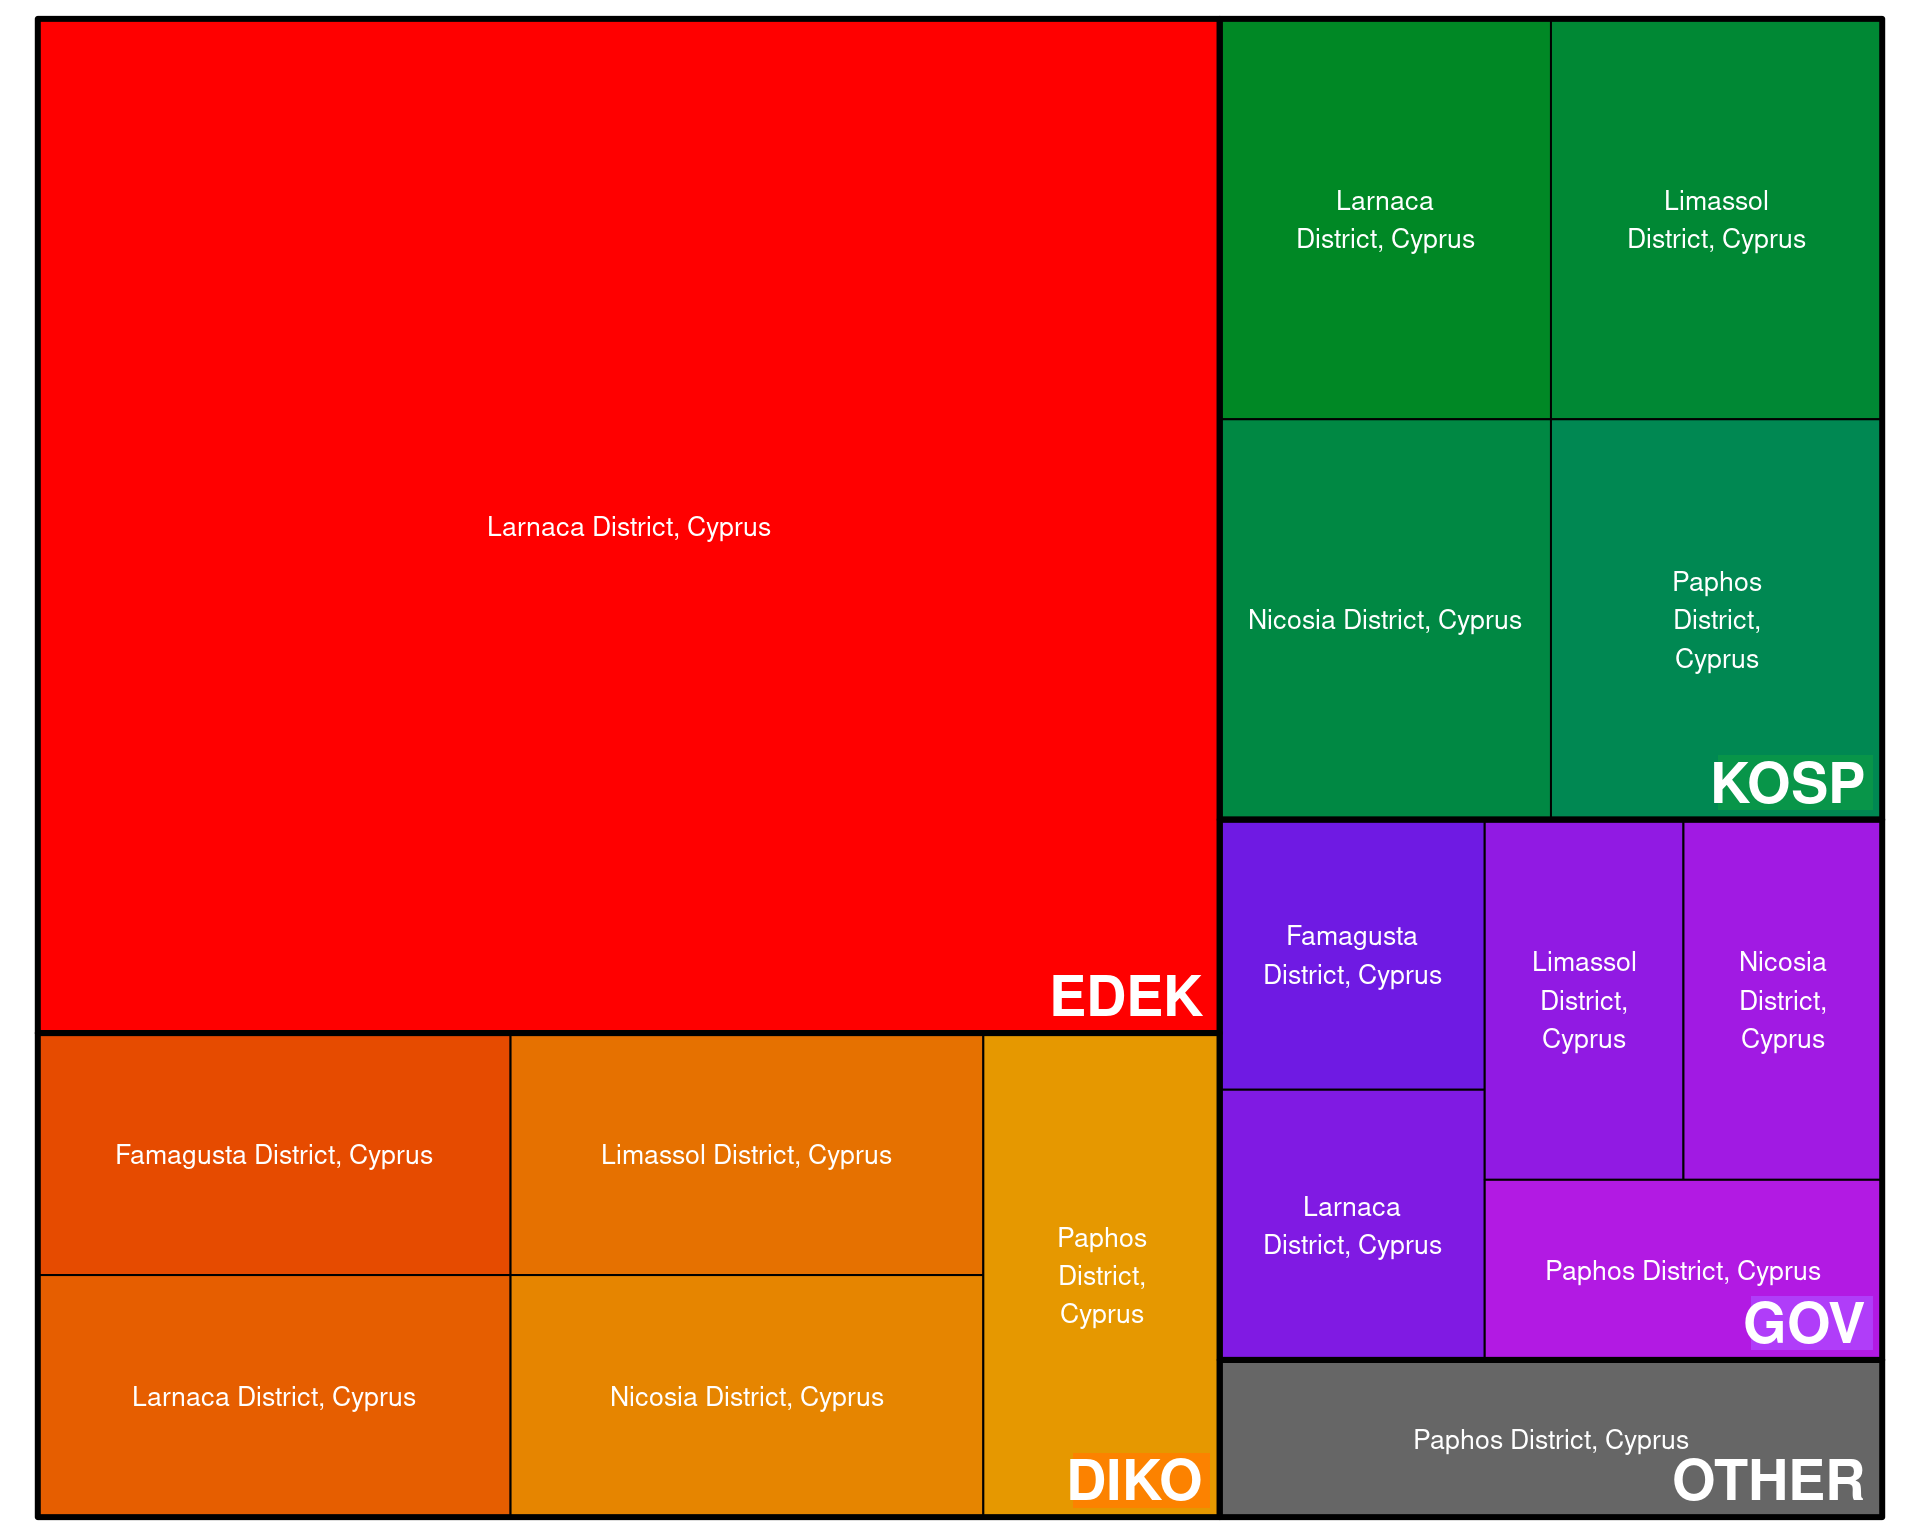 Larnaca District, Cyprus
EDEK
Famagusta District, Cyprus
Larnaca District, Cyprus
Limassol District, Cyprus
Nicosia District, Cyprus
Paphos
District,
Cyprus
DIKO
Larnaca
District, Cyprus
Limassol
District, Cyprus
Nicosia District, Cyprus
Paphos
District,
Cyprus
KOSP
Famagusta
District, Cyprus
Larnaca
District, Cyprus
Limassol
District,
Cyprus
Nicosia
District,
Cyprus
Paphos District, Cyprus
GOV
Paphos District, Cyprus
OTHER